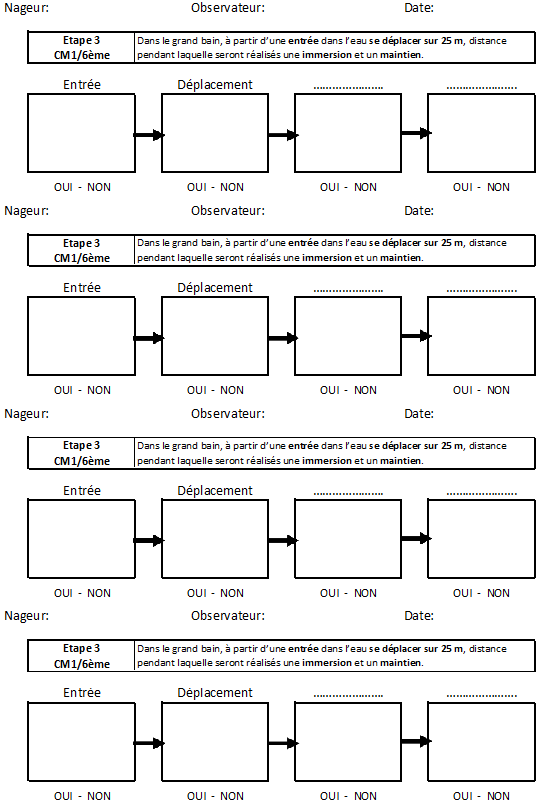 Nageur: Observateur: Date:
Etape 3 Dans le grand bain, à partir d'une entrée dans l'eau se déplacer sur 25 m, distance
CM1/6ème pendant laquelle seront réalisés une immersion et un maintien.
Entrée Déplacement ………………….. …………………..
OUI - NON OUI - NON OUI - NON OUI - NON
Nageur: Observateur: Date:
Etape 3 Dans le grand bain, à partir d'une entrée dans l'eau se déplacer sur 25 m, distance
CM1/6ème pendant laquelle seront réalisés une immersion et un maintien.
Entrée Déplacement ………………….. …………………..
OUI - NON OUI - NON OUI - NON OUI - NON
Nageur: Observateur: Date:
Etape 3 Dans le grand bain, à partir d'une entrée dans l'eau se déplacer sur 25 m, distance
CM1/6ème pendant laquelle seront réalisés une immersion et un maintien.
Entrée Déplacement ………………….. …………………..
OUI - NON OUI - NON OUI - NON OUI - NON
Nageur: Observateur: Date:
Etape 3 Dans le grand bain, à partir d'une entrée dans l'eau se déplacer sur 25 m, distance
CM1/6ème pendant laquelle seront réalisés une immersion et un maintien.
Entrée Déplacement ………………….. …………………..
OUI - NON OUI - NON OUI - NON OUI - NON